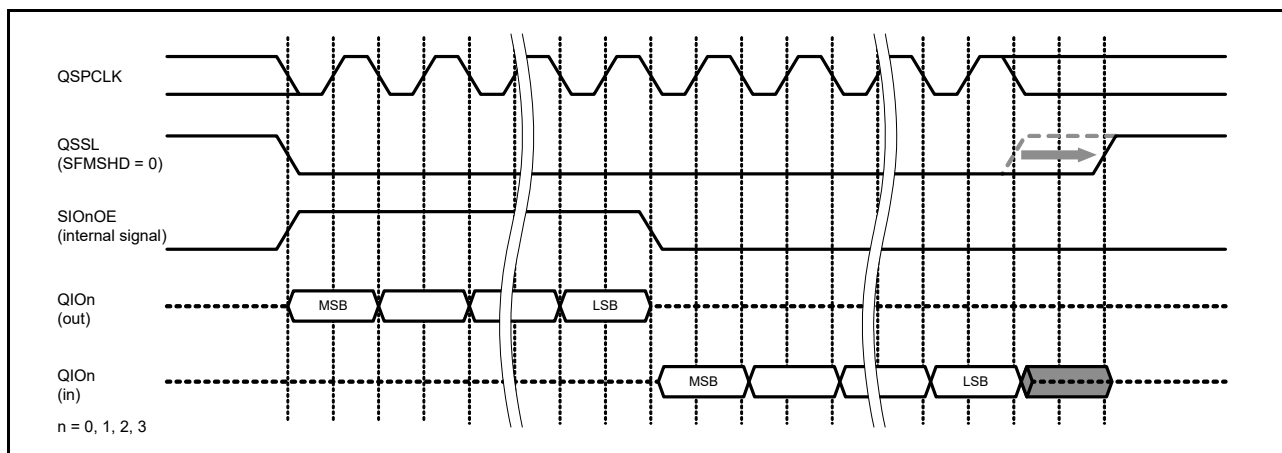 QSPCLK
QSSL
(SFMSHD = 0)
SIOnOE
(internal signal)
QIOn
(out)
MSB
LSB
QIOn
(in)
MSB
LSB
n = 0, 1, 2, 3